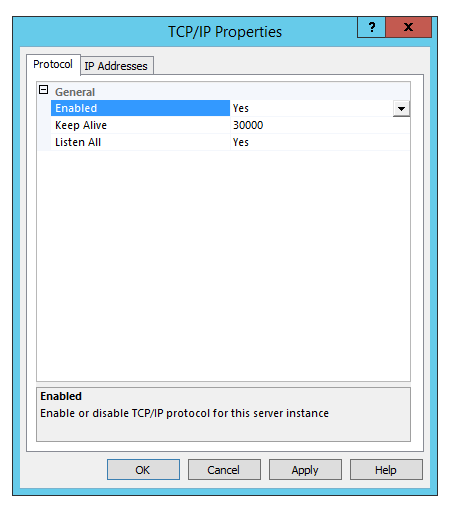 TCP/IP Properties
? x
Protocol IP Addresses
General
Enabled Yes
Keep Alive 30000
Listen All Yes
Enabled
Enable or disable TCP/IP protocol for this server instance
OK Cancel Apply Help